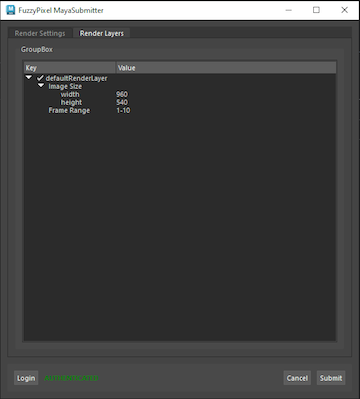 FuzzyPixel MayaSubmitter
Render Settings Render Layers
GroupBox
Key Value
defaultRenderLayer
Image Size
width 960
height 540
Frame Range 1-10
Login AUTHENTICATED Cancel Submit